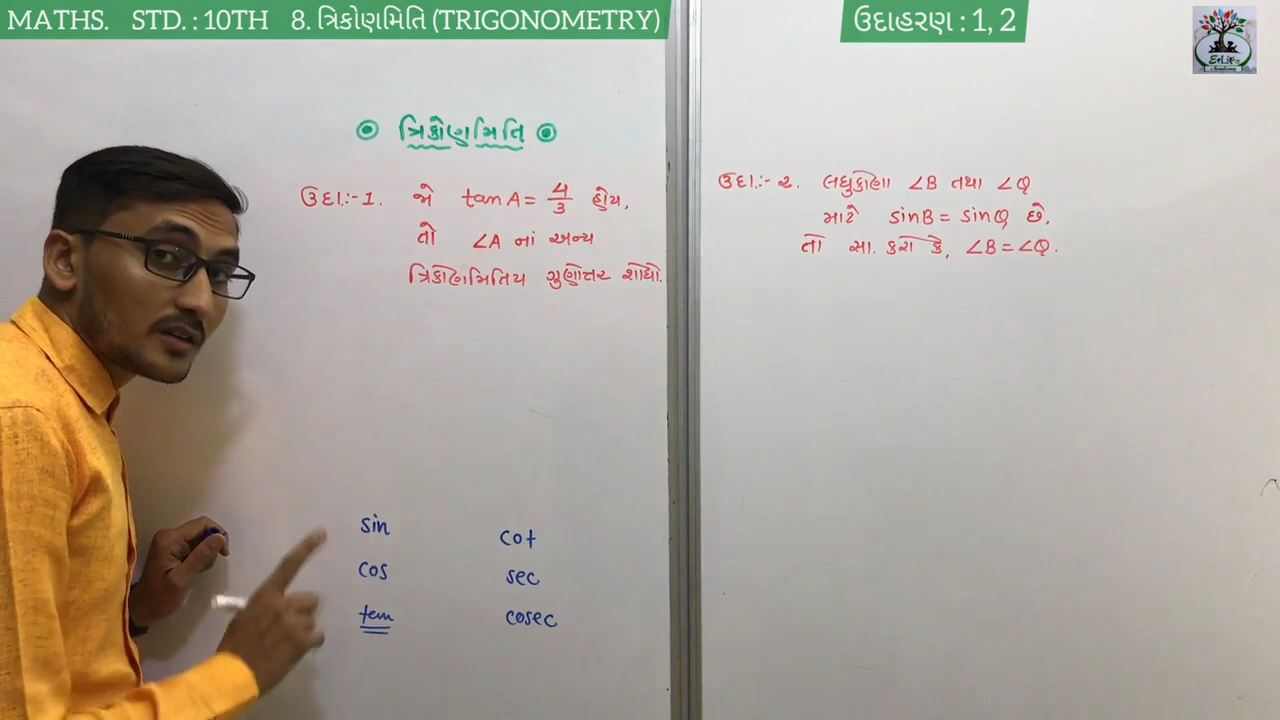 MATHS. STD. : 10TH 8. ત્રિકોણમિતિ (TRIGONOMETRY)
ઉદાહરણ : 1, 2
ત્રિકોણમિતિ
ઉદા.:- 1. જો tan A = 4/3 હોય,
તો ∠A નાં અન્ય
ત્રિકોણમિતિય ગુણોત્તર શોધો.
sin
cos
tan
cot
sec
cosec
ઉદા.:- ૨. લઘુકોણ ∠B તથા ∠Q
માટે sin B = sin Q છે,
તો સા. કરો કે, ∠B = ∠Q.